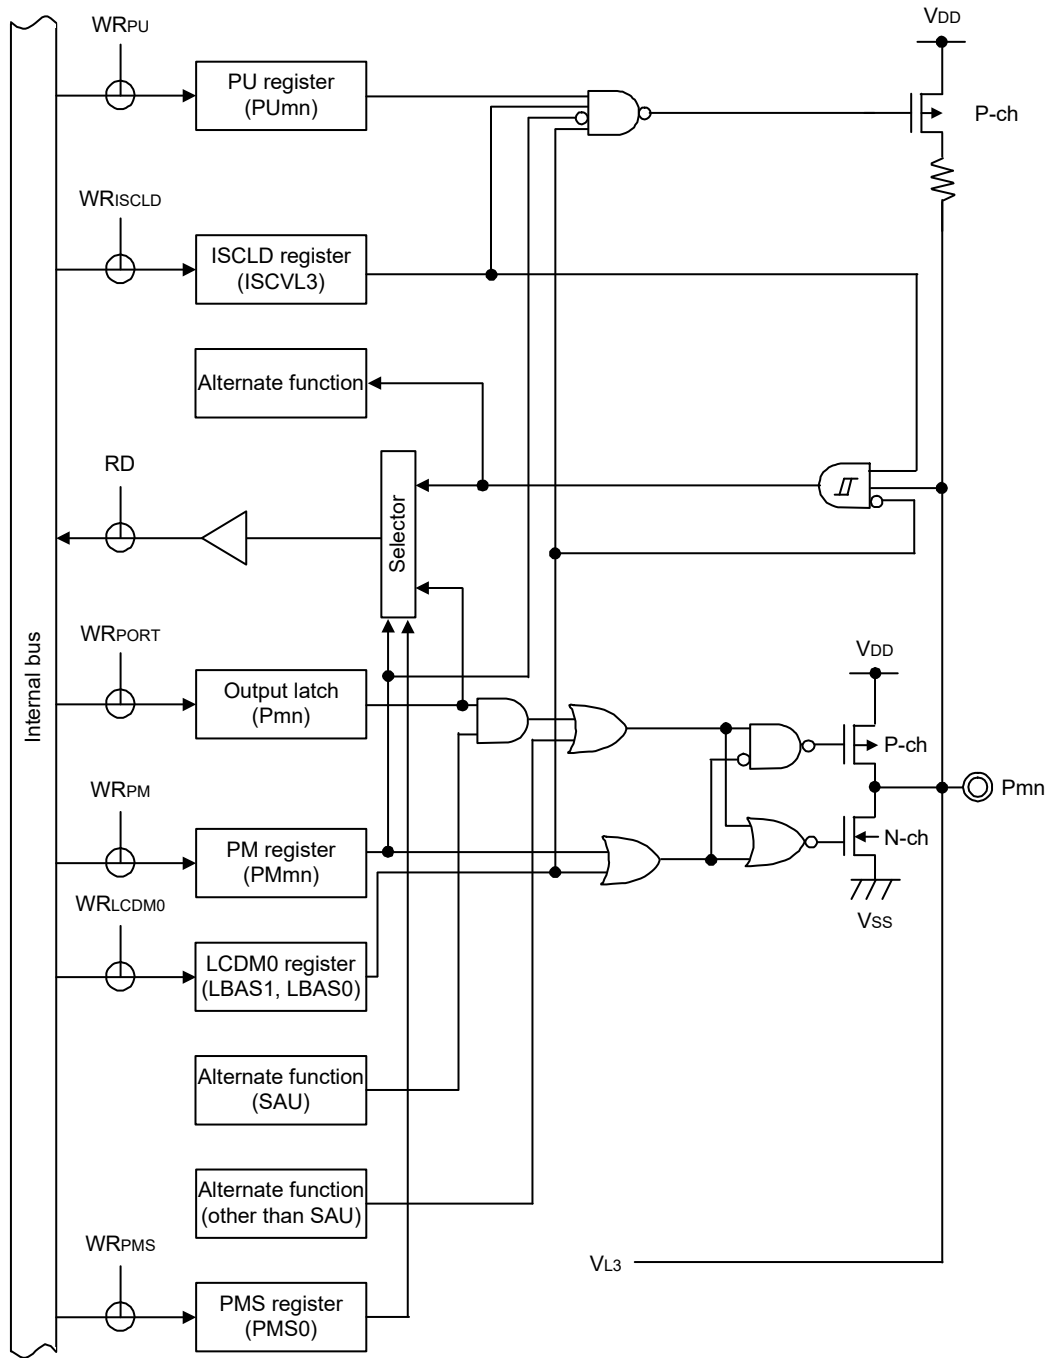 WRPU
VDD
PU register
(PUmn)
P-ch
WRISCLD
ISCLD register
(ISCVL3)
Alternate function
RD
Selector
Internal bus
WRPORT
VDD
Output latch
(Pmn)
P-ch
Pmn
WRPM
N-ch
PM register
(PMmn)
WRLCDM0
VSS
LCDM0 register
(LBAS1, LBAS0)
Alternate function
(SAU)
Alternate function
(other than SAU)
WRPMS
VL3
PMS register
(PMS0)